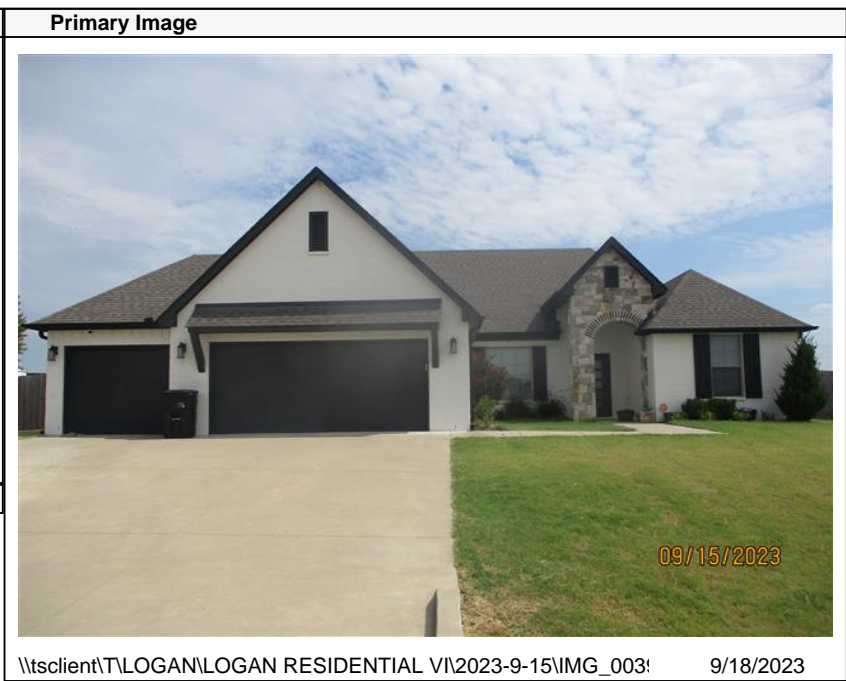 Primary Image
09/15/2023
\\tsclient\T\LOGAN\LOGAN RESIDENTIAL VI\2023-9-15\IMG_003 9/18/2023